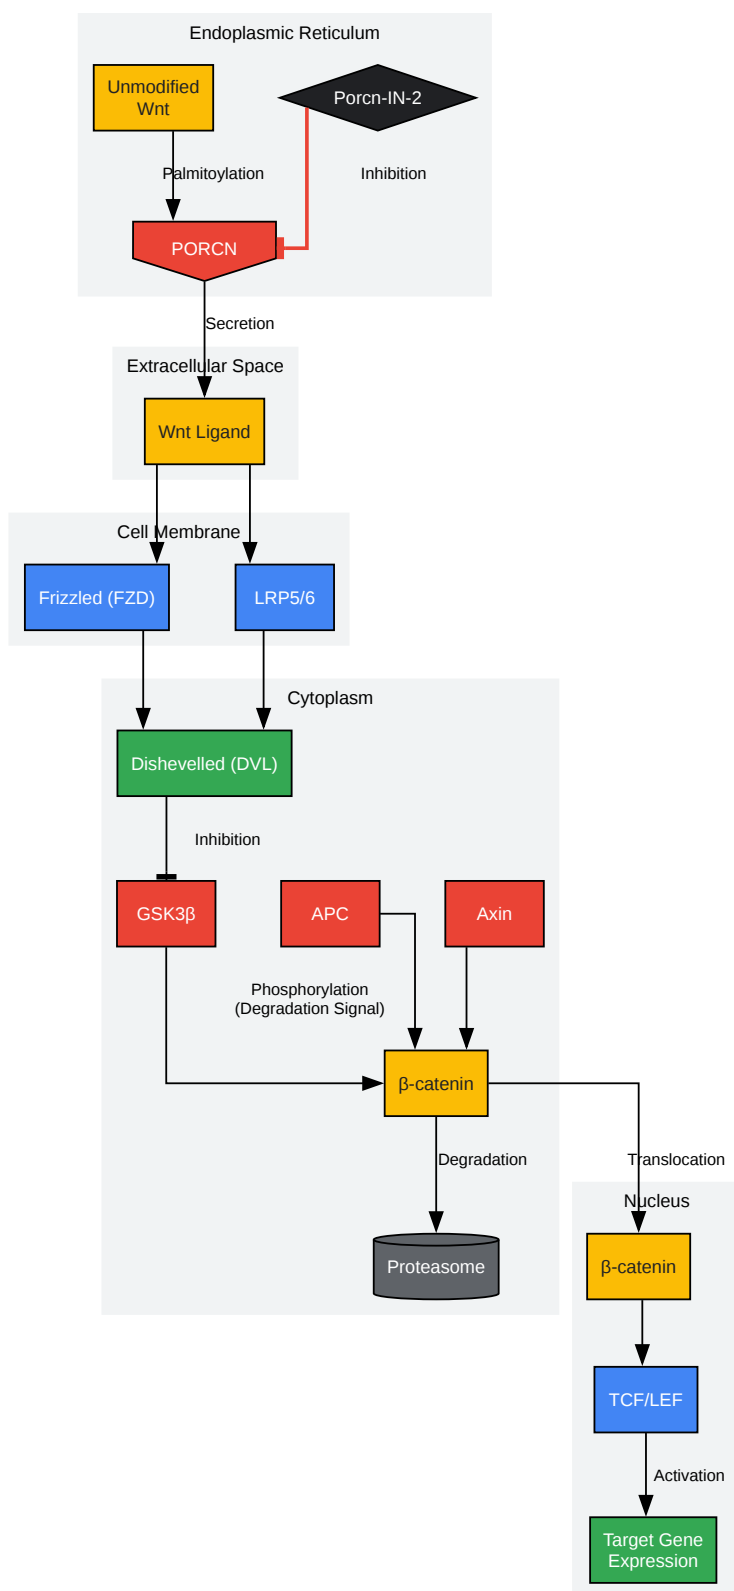 Endoplasmic Reticulum
Unmodified
Wnt
Porcn-IN-2
Palmitoylation
Inhibition
PORCN
Secretion
Extracellular Space
Wnt Ligand
Cell Membrane
Frizzled (FZD)
LRP5/6
Cytoplasm
Dishevelled (DVL)
Inhibition
GSK3β
APC
Axin
Phosphorylation
(Degradation Signal)
β-catenin
Degradation
Translocation
Nucleus
Proteasome
β-catenin
TCF/LEF
Activation
Target Gene
Expression